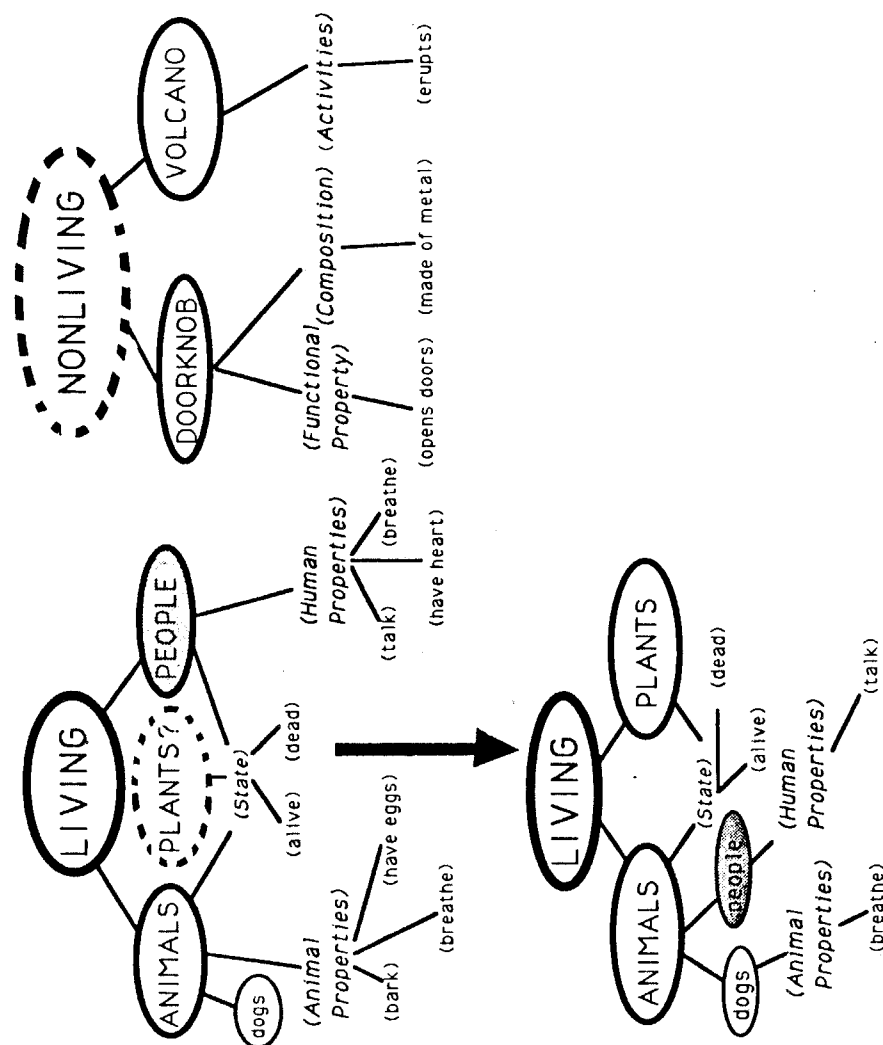 LIVING
ANIMALS
PLANTS?
PEOPLE
dogs
(State)
(alive)
(dead)
(Animal
Properties)
(bark)
(have eggs)
(breathe)
(Human
Properties)
(talk)
(breathe)
(have heart)
NONLIVING
DOORKNOB
VOLCANO
(Functional
Property)
(Composition)
(Activities)
(opens doors)
(made of metal)
(erupts)
LIVING
ANIMALS
PLANTS
(State)
(alive)
(dead)
dogs
people
(Animal
Properties)
(Human
Properties)
(breathe)
(talk)